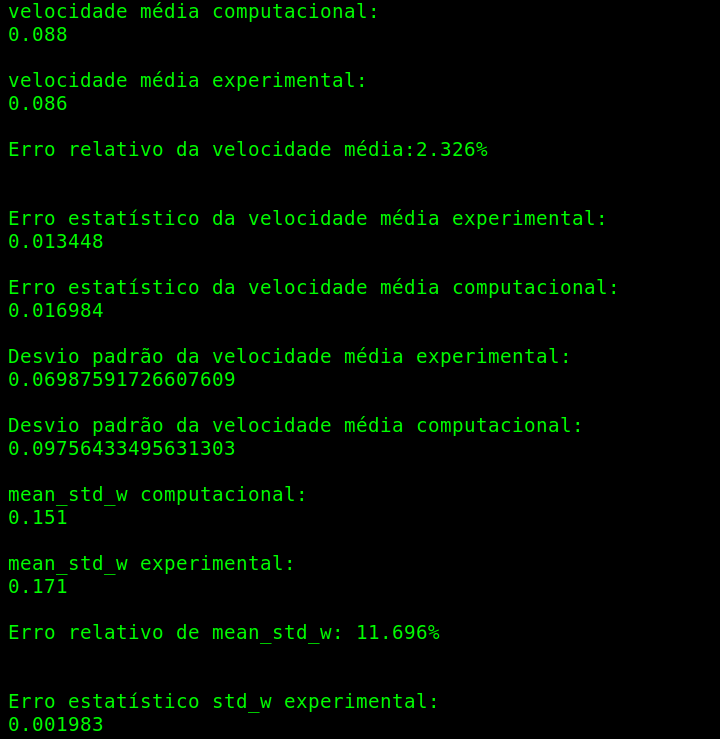 velocidade média computacional:
0.088
velocidade média experimental:
0.086
Erro relativo da velocidade média:2.326%
Erro estatístico da velocidade média experimental:
0.013448
Erro estatístico da velocidade média computacional:
0.016984
Desvio padrão da velocidade média experimental:
0.06987591726607609
Desvio padrão da velocidade média computacional:
0.09756433495631303
mean_std_w computacional:
0.151
mean_std_w experimental:
0.171
Erro relativo de mean_std_w: 11.696%
Erro estatístico std_w experimental:
0.001983